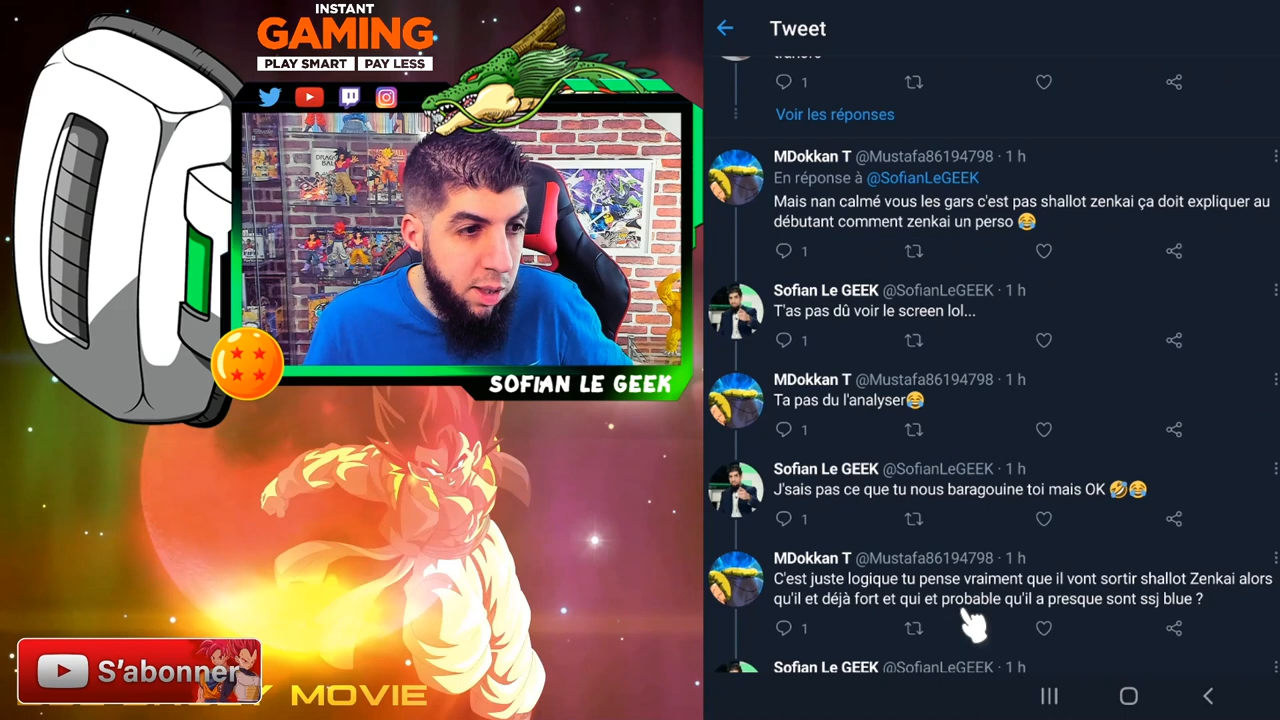 INSTANT
GAMING
PLAY SMART PAY LESS
SOFIAN LE GEEK
S'abonner
MOVIE
Tweet
1
Voir les réponses
MDokkan T @Mustafa86194798 · 1 h
En réponse à @SofianLeGEEK
Mais nan calmé vous les gars c'est pas shallot zenkai ça doit expliquer au
débutant comment zenkai un perso 😂
1
Sofian Le GEEK @SofianLeGEEK · 1 h
T'as pas dû voir le screen lol...
1
MDokkan T @Mustafa86194798 · 1 h
Ta pas du l'analyser😂
1
Sofian Le GEEK @SofianLeGEEK · 1 h
J'sais pas ce que tu nous baragouine toi mais OK 🤣😂
1
MDokkan T @Mustafa86194798 · 1 h
C'est juste logique tu pense vraiment que il vont sortir shallot Zenkai alors
qu'il et déjà fort et qui et probable qu'il a presque sont ssj blue ?
1
Sofian Le GEEK @SofianLeGEEK · 1 h